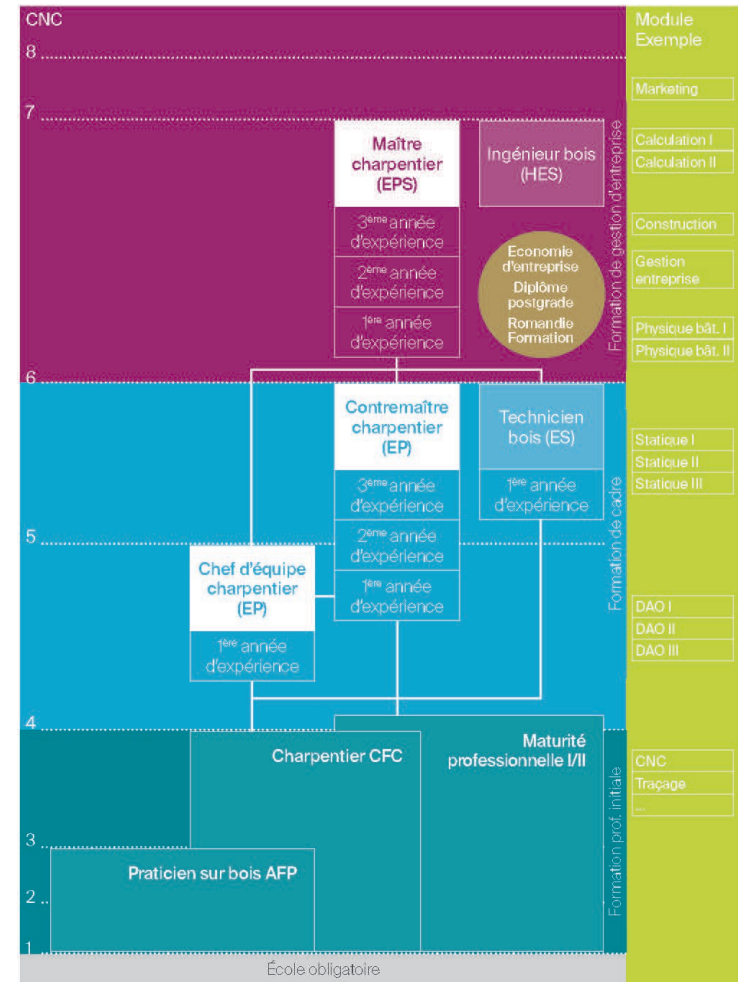 CNC
8
7
Maître
charpentier
(EPS)
3ème année
d'expérience
2ème année
d'expérience
1ère année
d'expérience
Ingénieur bois
(HES)
Economie
d'entreprise
Diplôme
postgrade
Romandie
Formation
Formation de gestion d'entreprise
6
Contremaître
charpentier
(EP)
3ème année
d'expérience
2ème année
d'expérience
1ère année
d'expérience
Technicien
bois (ES)
1ère année
d'expérience
5
Chef d'équipe
charpentier
(EP)
1ère année
d'expérience
Formation de cadre
4
Charpentier CFC
Maturité
professionnelle I/II
3
Praticien sur bois AFP
2
1
Formation prof. initiale
École obligatoire
Module
Exemple
Marketing
Calculation I
Calculation II
Construction
Gestion
entreprise
Physique bât. I
Physique bât. II
Statique I
Statique II
Statique III
DAO I
DAO II
DAO III
CNC
Traçage
...